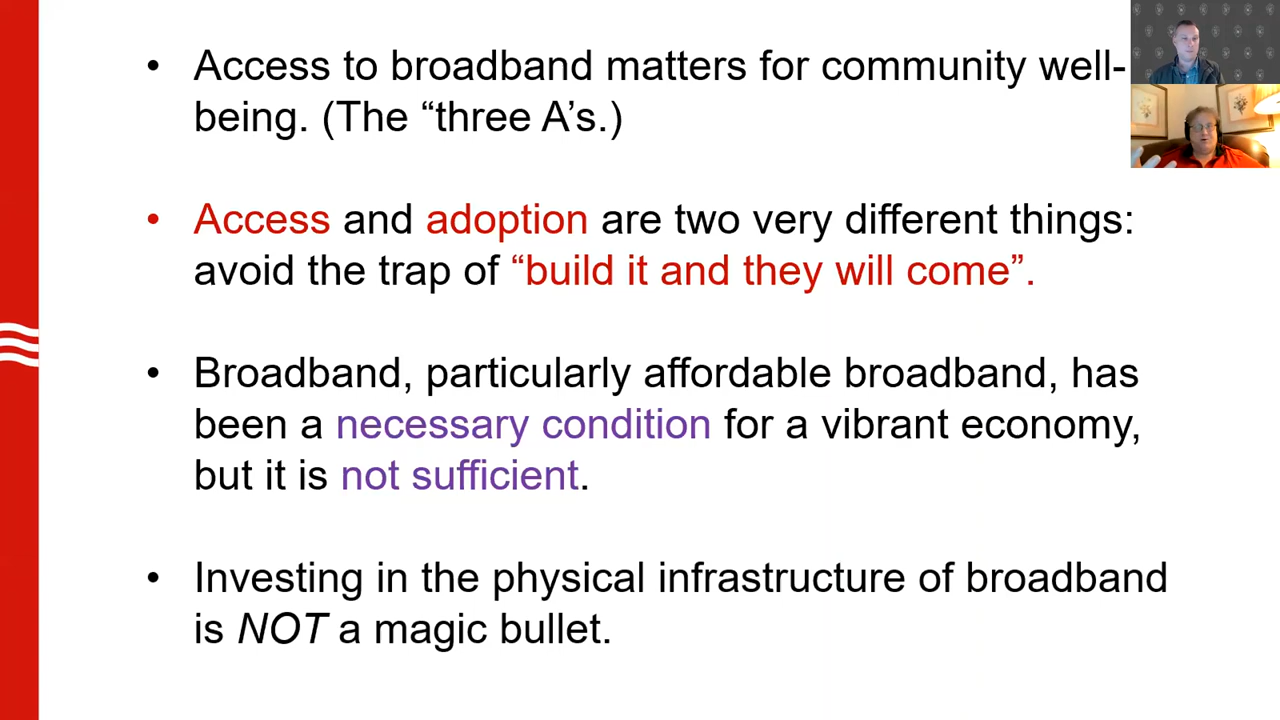 • Access to broadband matters for community well-
being. (The “three A’s.)
• Access and adoption are two very different things:
avoid the trap of “build it and they will come”.
• Broadband, particularly affordable broadband, has
been a necessary condition for a vibrant economy,
but it is not sufficient.
• Investing in the physical infrastructure of broadband
is NOT a magic bullet.